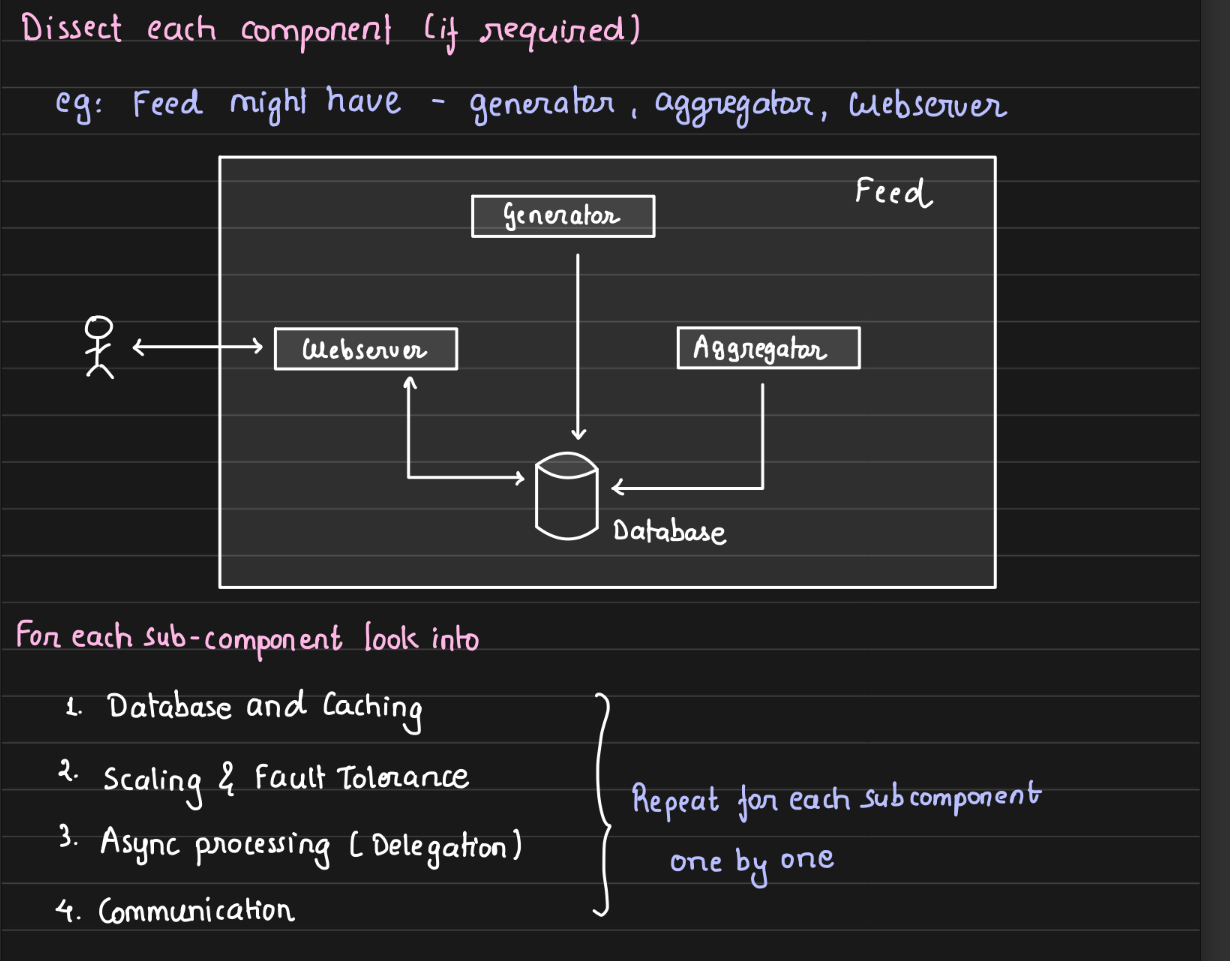 Dissect each component (if required)
eg: Feed might have - generator, aggregator, Webserver
Feed
Generator
Webserver
Aggregator
Database
For each sub-component look into
1. Database and Caching
2. Scaling & Fault Tolerance
3. Async processing (Delegation)
4. Communication
Repeat for each subcomponent
one by one